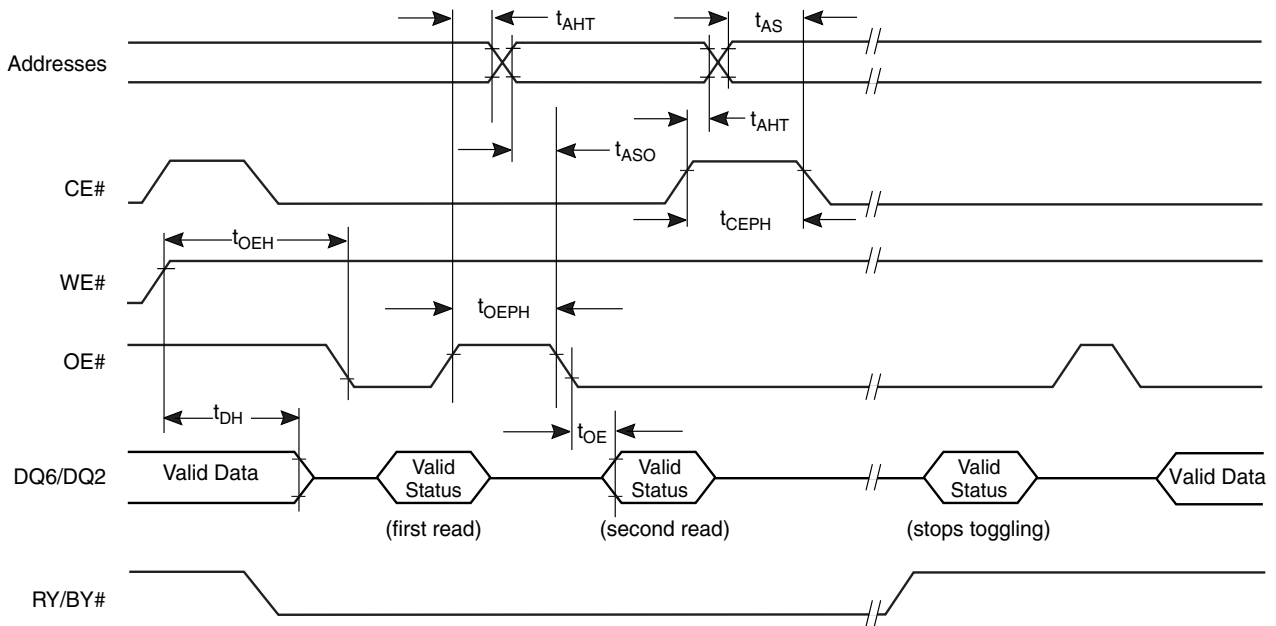 tAHT
tAS
Addresses
tAHT
tASO
CE#
tCEPH
tOEH
WE#
tOEPH
OE#
tDH
tOE
DQ6/DQ2
Valid Data
Valid
Status
Valid
Status
Valid
Status
Valid Data
(first read)
(second read)
(stops toggling)
RY/BY#